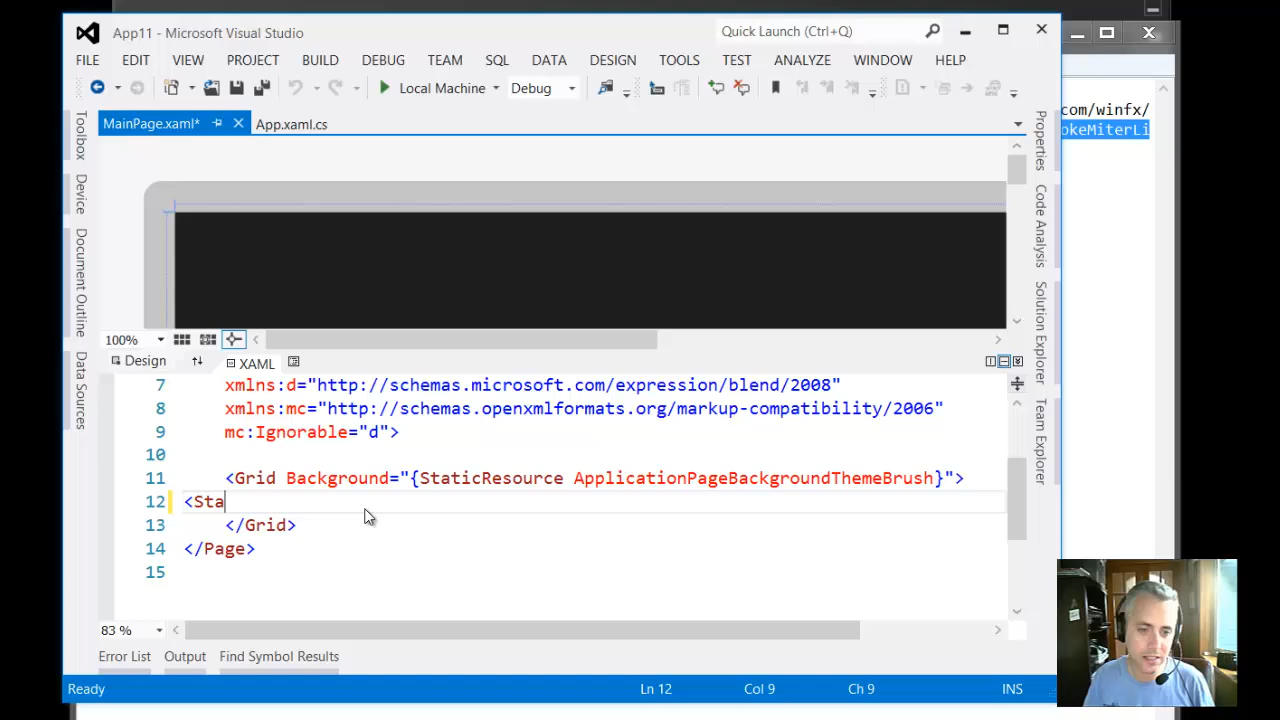 App11 - Microsoft Visual Studio
Quick Launch (Ctrl+Q)
FILE EDIT VIEW PROJECT BUILD DEBUG TEAM SQL DATA DESIGN TOOLS TEST ANALYZE WINDOW HELP
Local Machine Debug
MainPage.xaml* App.xaml.cs
com/winfx/
okeMiterLi
Toolbox
Device
Document Outline
Data Sources
Properties
Code Analysis
Solution Explorer
Team Explorer
100%
Design XAML
7 xmlns:d="http://schemas.microsoft.com/expression/blend/2008"
8 xmlns:mc="http://schemas.openxmlformats.org/markup-compatibility/2006"
9 mc:Ignorable="d">
10
11 <Grid Background="{StaticResource ApplicationPageBackgroundThemeBrush}">
12 <Sta
13 </Grid>
14 </Page>
15
83 %
Error List Output Find Symbol Results
Ready Ln 12 Col 9 Ch 9 INS